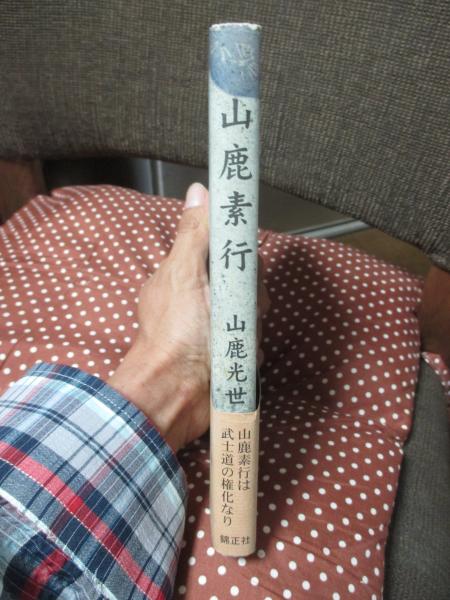 山鹿素行
山鹿光世
山鹿素行は
武士道の権化なり
錦正社